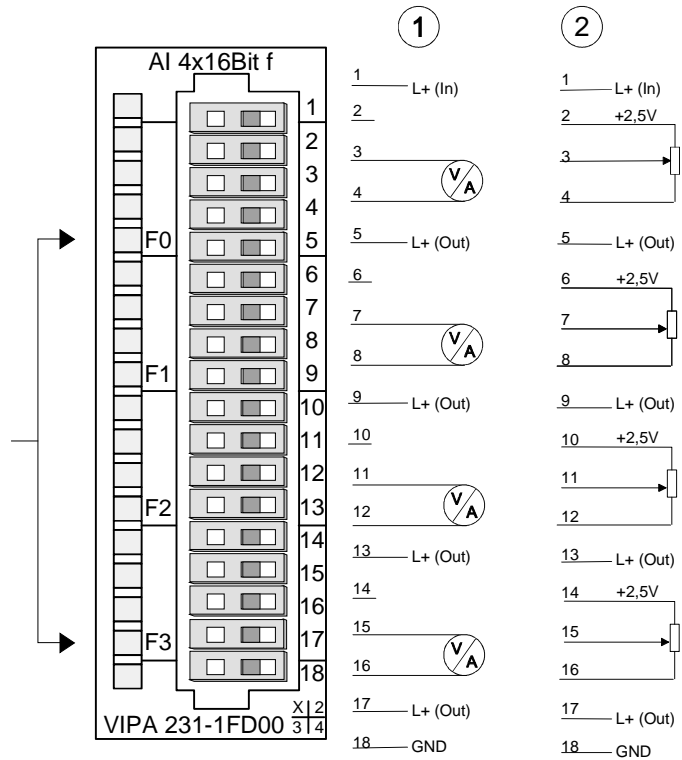 1 2
AI 4x16Bit f
1
2
3
4
F0 5
6
7
8
F1 9
10
11
12
F2 13
14
15
16
F3 17
18
X 2
3 4
VIPA 231-1FD00
1 L+ (In)
2
3
V A
4
5 L+ (Out)
6
7
V A
8
9 L+ (Out)
10
11
V A
12
13 L+ (Out)
14
15
V A
16
17 L+ (Out)
18 GND
1 L+ (In)
2 +2,5V
3
4
5 L+ (Out)
6 +2,5V
7
8
9 L+ (Out)
10 +2,5V
11
12
13 L+ (Out)
14 +2,5V
15
16
17 L+ (Out)
18 GND